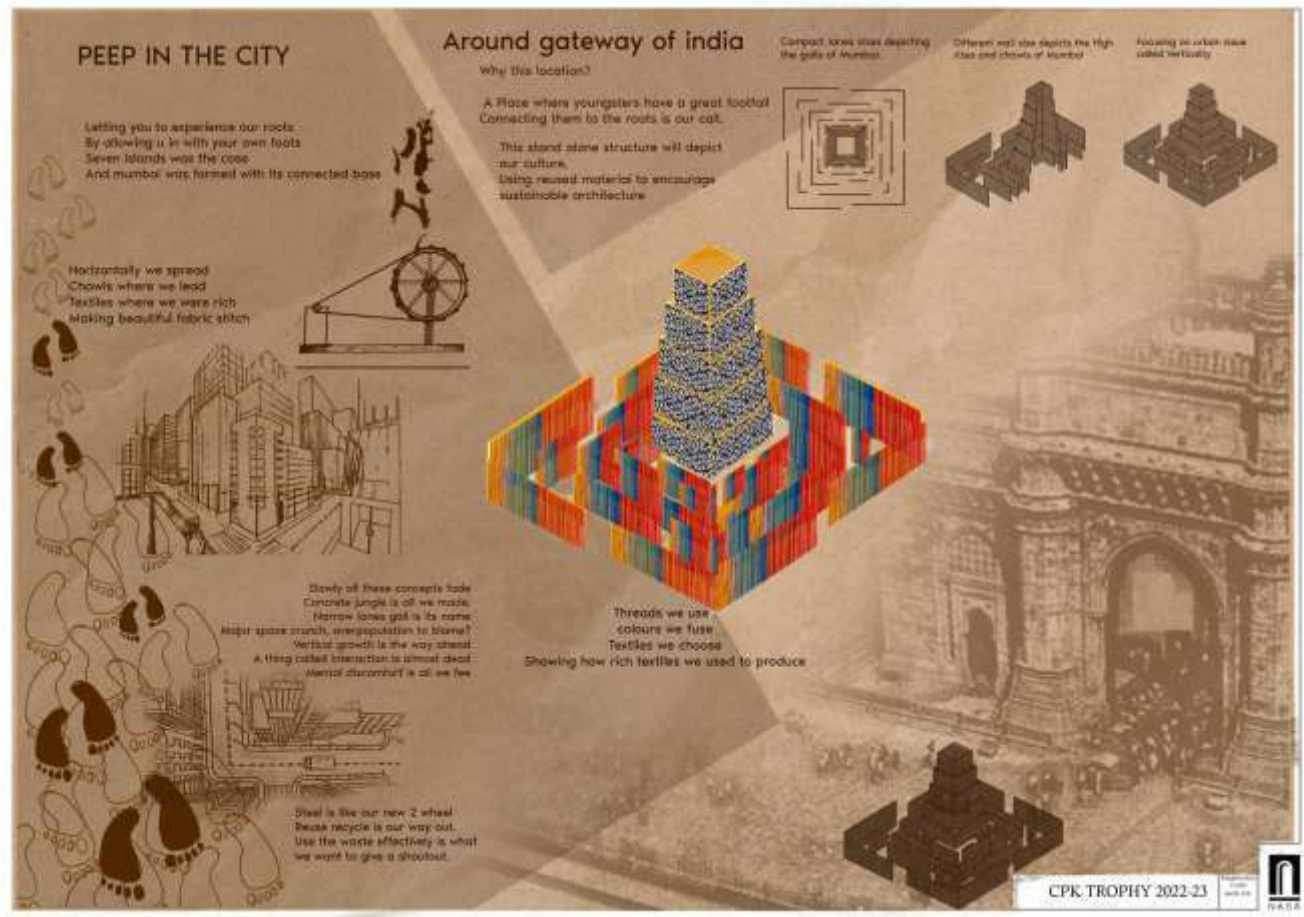 PEEP IN THE CITY
Letting you to experience our roots
By allowing u in with your own foots
Seven Islands was the case
And mumbai was formed with its connected base
Horizontally we spread
Chawls where we lead
Textiles where we were rich
Making beautiful fabric stitch
Slowly all these concepts fade
Concrete jungle is all we made.
Narrow lanes gali is its name
Major space crunch, overpopulation to blame?
Vertical growth is the way ahead
A thing called interaction is almost dead
Mental discomfort is all we fee
Steel is like our new 2 wheel
Reuse recycle is our way out.
Use the waste effectively is what
we want to give a shoutout.
Around gateway of india
Why this location?
A Place where youngsters have a great footfall
Connecting them to the roots is our call.
This stand alone structure will depict
our culture,
Using reused material to encourage
sustainable architecture
Compact lanes sizes depicting
the galis of Mumbai.
Different wall size depicts the High
rises and chawls of Mumbai
Focusing on urban issue
called Verticality
Threads we use
colours we fuse
Textiles we choose
Showing how rich textiles we used to produce
CPK TROPHY 2022-23
NASA